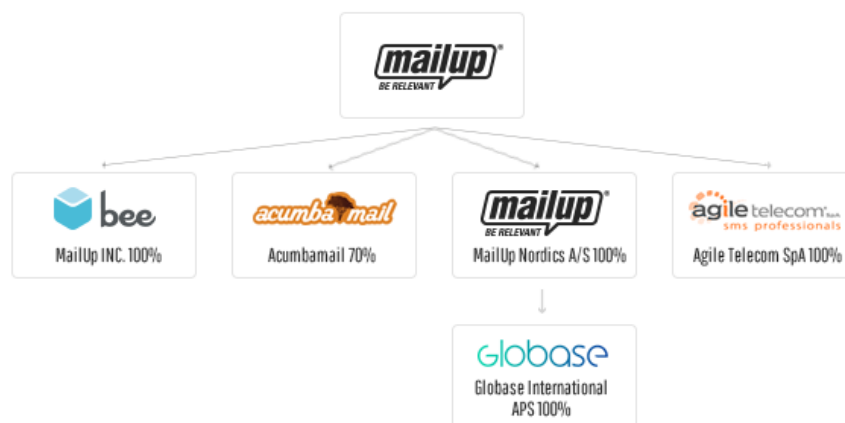 mailup®
BE RELEVANT
bee
MailUp INC. 100%
acumbamail
Acumbamail 70%
mailup®
BE RELEVANT
MailUp Nordics A/S 100%
agile telecom S.p.A.
sms professionals
Agile Telecom SpA 100%
Globase
Globase International
APS 100%